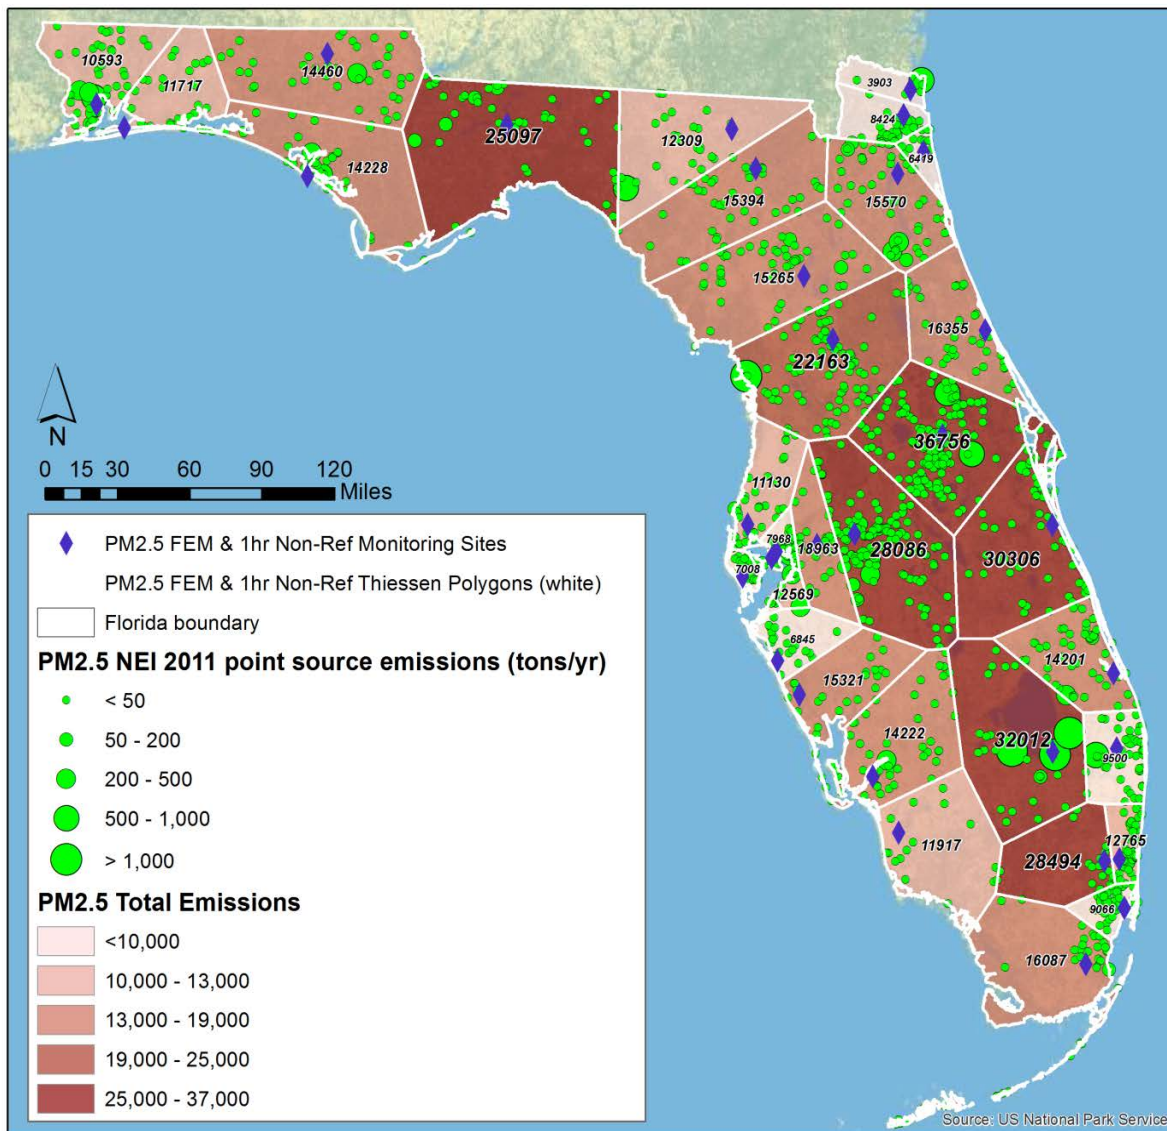 10593
11717
14460
25097
14228
12309
15394
3903
8424
6419
15570
15265
16355
22163
36756
11130
7968
18963
28086
30306
7008
12569
6845
15321
14201
14222
32012
9500
11917
28494
12765
9066
16087
N
0 15 30 60 90 120
Miles
PM2.5 FEM & 1hr Non-Ref Monitoring Sites
PM2.5 FEM & 1hr Non-Ref Thiessen Polygons (white)
Florida boundary
PM2.5 NEI 2011 point source emissions (tons/yr)
< 50
50 - 200
200 - 500
500 - 1,000
> 1,000
PM2.5 Total Emissions
<10,000
10,000 - 13,000
13,000 - 19,000
19,000 - 25,000
25,000 - 37,000
Source: US National Park Service